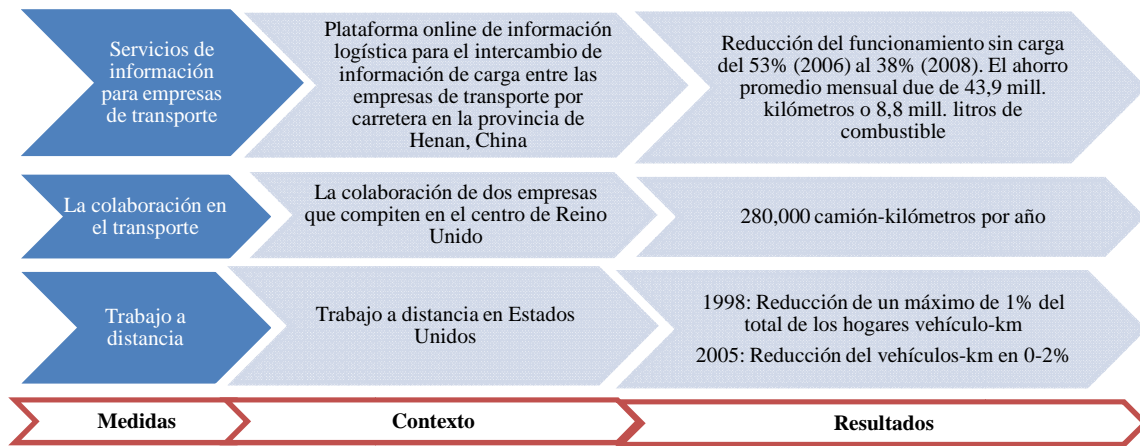 Servicios de
información para empresas
de transporte
Plataforma online de información
logística para el intercambio de
información de carga entre las
empresas de transporte por
carretera en la provincia de
Henan, China
Reducción del funcionamiento sin carga
del 53% (2006) al 38% (2008). El ahorro
promedio mensual due de 43,9 mill.
kilómetros o 8,8 mill. litros de
combustible
La colaboración en
el transporte
La colaboración de dos empresas
que compiten en el centro de Reino
Unido
280,000 camión-kilómetros por año
Trabajo a
distancia
Trabajo a distancia en Estados
Unidos
1998: Reducción de un máximo de 1% del
total de los hogares vehículo-km
2005: Reducción del vehículos-km en 0-2%
Medidas
Contexto
Resultados